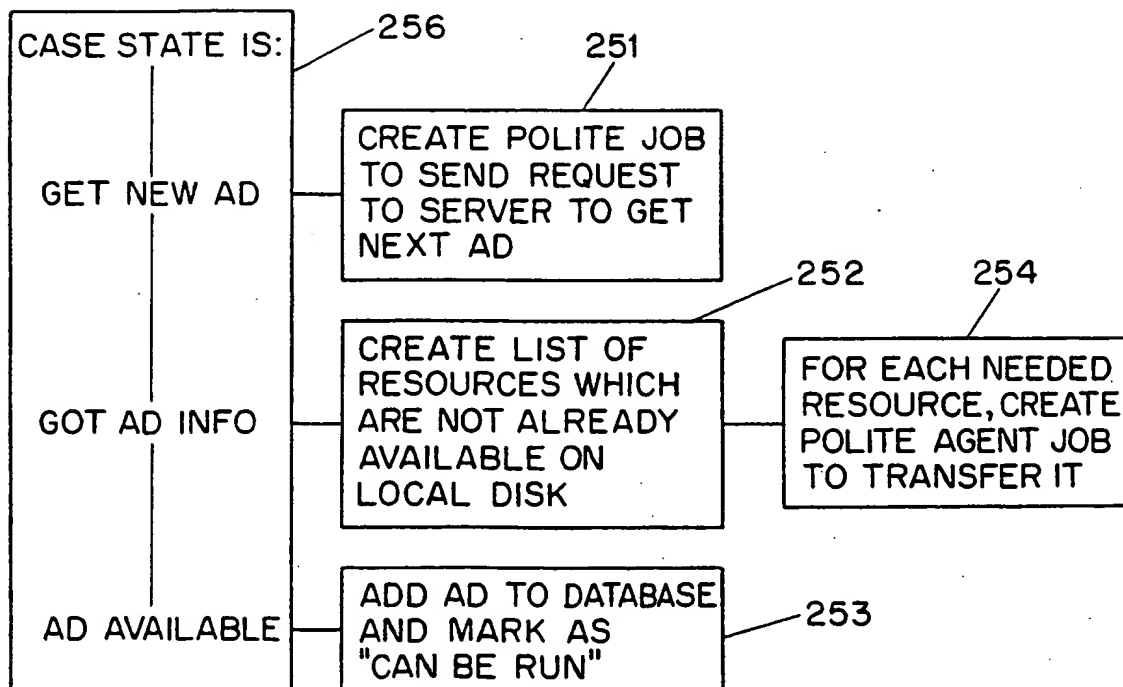 CASE STATE IS:
256
251
CREATE POLITE JOB
TO SEND REQUEST
TO SERVER TO GET
NEXT AD
GET NEW AD
252
254
CREATE LIST OF
RESOURCES WHICH
ARE NOT ALREADY
AVAILABLE ON
LOCAL DISK
GOT AD INFO
FOR EACH NEEDED
RESOURCE, CREATE
POLITE AGENT JOB
TO TRANSFER IT
AD AVAILABLE
ADD AD TO DATABASE
AND MARK AS
"CAN BE RUN"
253